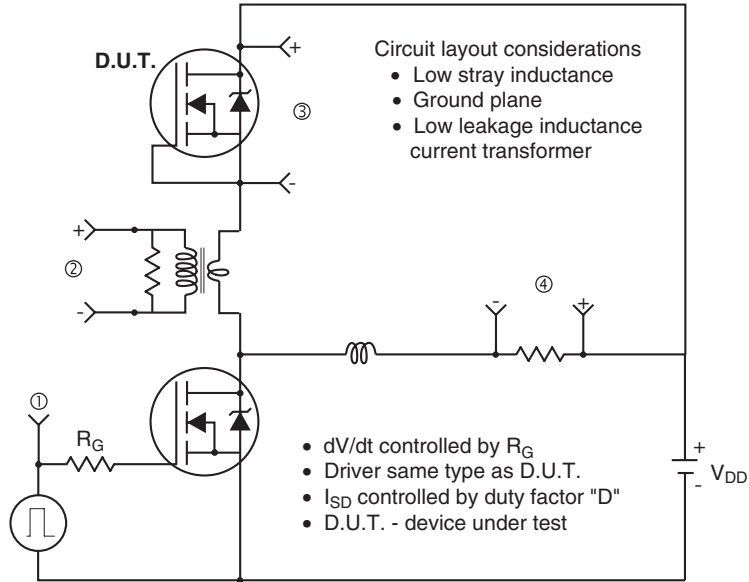 D.U.T.
+
③
-
Circuit layout considerations
• Low stray inductance
• Ground plane
• Low leakage inductance
current transformer
+
②
-
④
- +
①
R_G
• dV/dt controlled by R_G
• Driver same type as D.U.T.
• I_SD controlled by duty factor "D"
• D.U.T. - device under test
+
V_DD
-